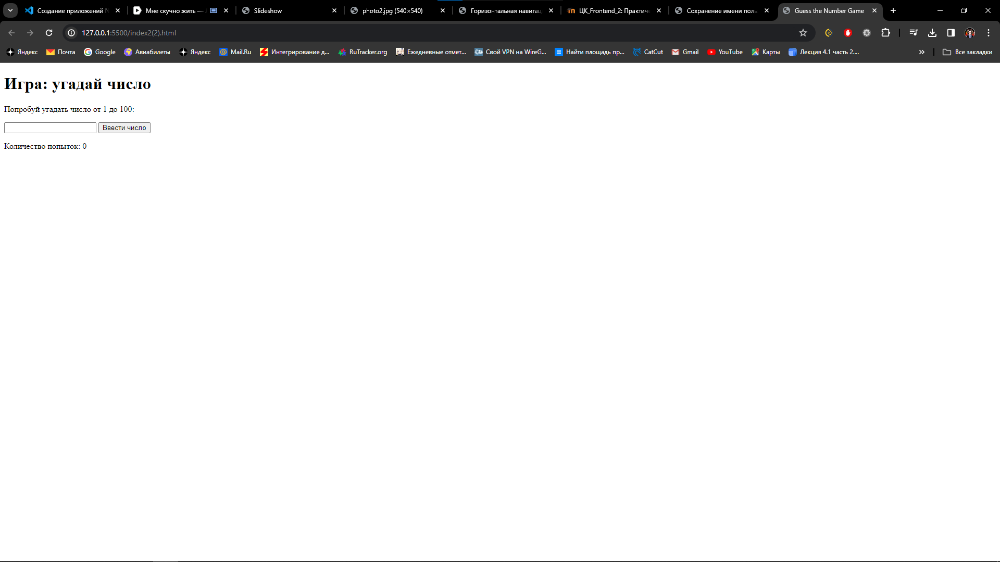 Создание приложений
Мне скучно жить —
Slideshow
photo2.jpg (540×540)
Горизонтальная навигац
ЦК_Frontend_2: Практиче
Сохранение имени поль
Guess the Number Game
127.0.0.1:5500/index2(2).html
Яндекс
Почта
Google
Авиабилеты
Яндекс
Mail.Ru
Интегрирование д...
RuTracker.org
Ежедневные отмет...
Свой VPN на WireG...
Найти площадь пр...
CatCut
Gmail
YouTube
Карты
Лекция 4.1 часть 2....
Все закладки
Игра: угадай число
Попробуй угадать число от 1 до 100:
Ввести число
Количество попыток: 0